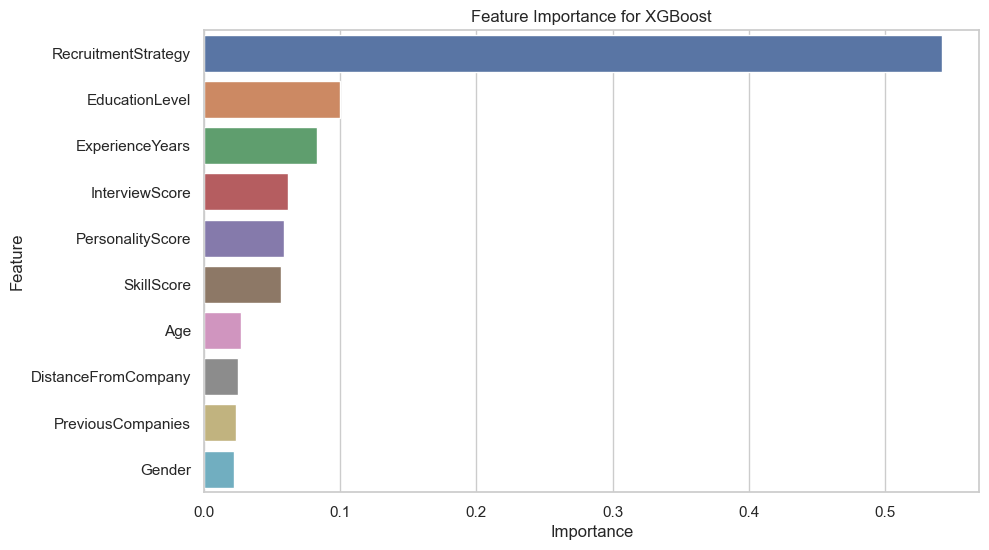 Feature Importance for XGBoost
Feature
RecruitmentStrategy
EducationLevel
ExperienceYears
InterviewScore
PersonalityScore
SkillScore
Age
DistanceFromCompany
PreviousCompanies
Gender
0.0 0.1 0.2 0.3 0.4 0.5
Importance